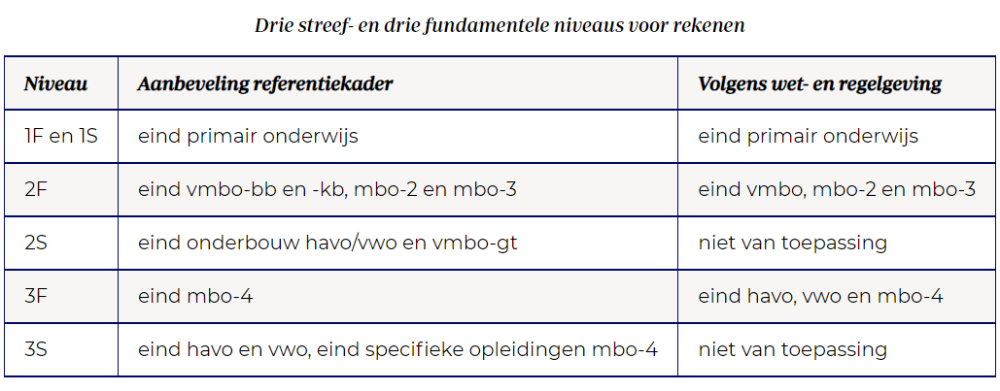 Drie streef- en drie fundamentele niveaus voor rekenen
Niveau Aanbeveling referentiekader Volgens wet- en regelgeving
1F en 1S eind primair onderwijs eind primair onderwijs
2F eind vmbo-bb en -kb, mbo-2 en mbo-3 eind vmbo, mbo-2 en mbo-3
2S eind onderbouw havo/vwo en vmbo-gt niet van toepassing
3F eind mbo-4 eind havo, vwo en mbo-4
3S eind havo en vwo, eind specifieke opleidingen mbo-4 niet van toepassing